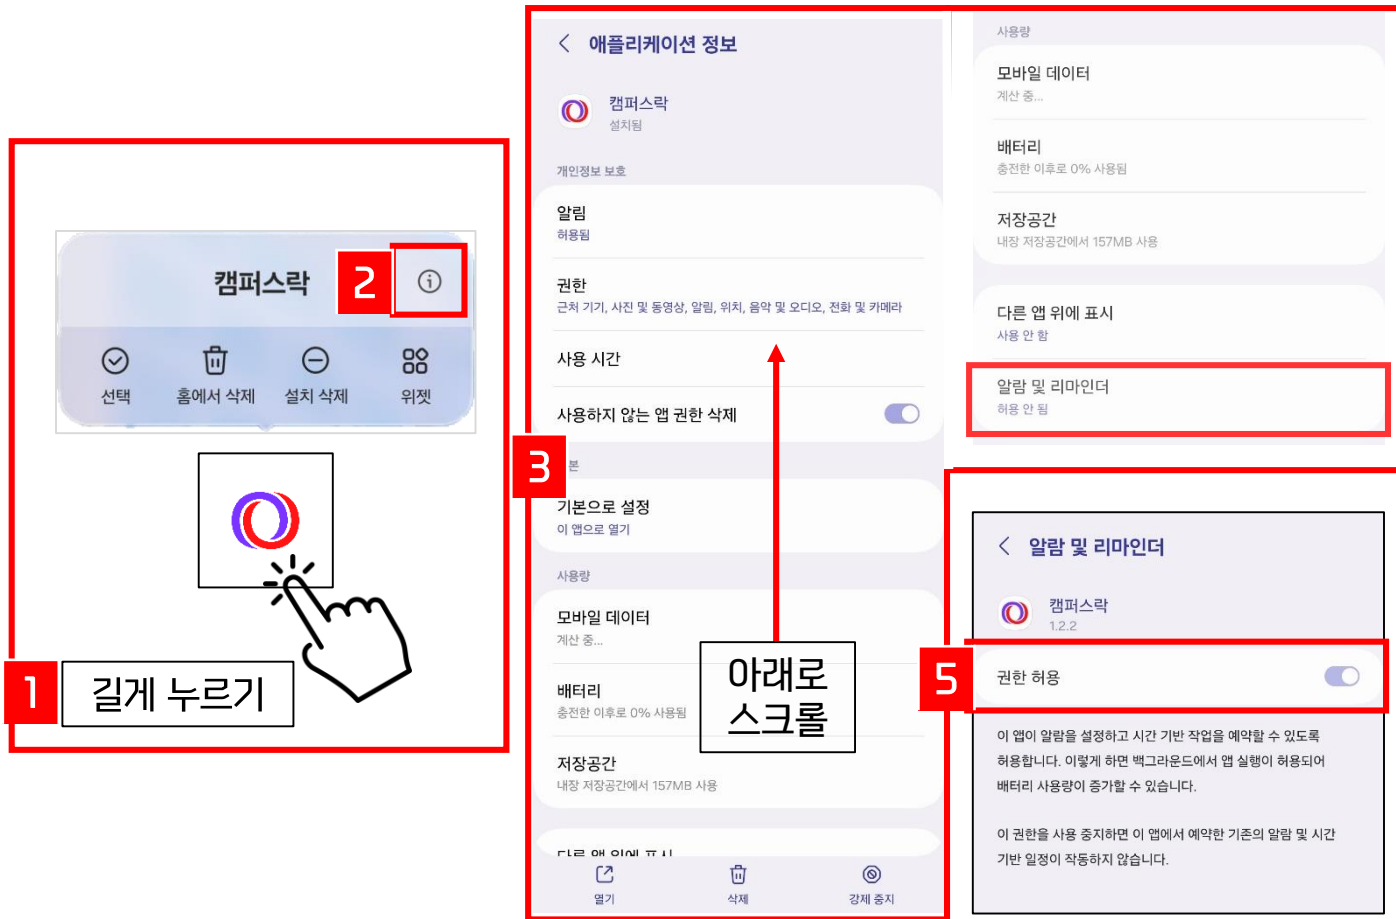 캠퍼스락
2
선택
홈에서 삭제
설치 삭제
위젯
1
길게 누르기
3
애플리케이션 정보
캠퍼스락
설치됨
개인정보 보호
알림
허용됨
권한
근처 기기, 사진 및 동영상, 알림, 위치, 음악 및 오디오, 전화 및 카메라
사용 시간
사용하지 않는 앱 권한 삭제
본
기본으로 설정
이 앱으로 열기
사용량
모바일 데이터
계산 중...
배터리
충전한 이후로 0% 사용됨
저장공간
내장 저장공간에서 157MB 사용
다른 앱 위에 표시
열기
삭제
강제 중지
아래로
스크롤
사용량
모바일 데이터
계산 중...
배터리
충전한 이후로 0% 사용됨
저장공간
내장 저장공간에서 157MB 사용
다른 앱 위에 표시
사용 안 함
알람 및 리마인더
허용 안 됨
알람 및 리마인더
캠퍼스락
1.2.2
5
권한 허용
이 앱이 알람을 설정하고 시간 기반 작업을 예약할 수 있도록
허용합니다. 이렇게 하면 백그라운드에서 앱 실행이 허용되어
배터리 사용량이 증가할 수 있습니다.
이 권한을 사용 중지하면 이 앱에서 예약한 기존의 알람 및 시간
기반 일정이 작동하지 않습니다.